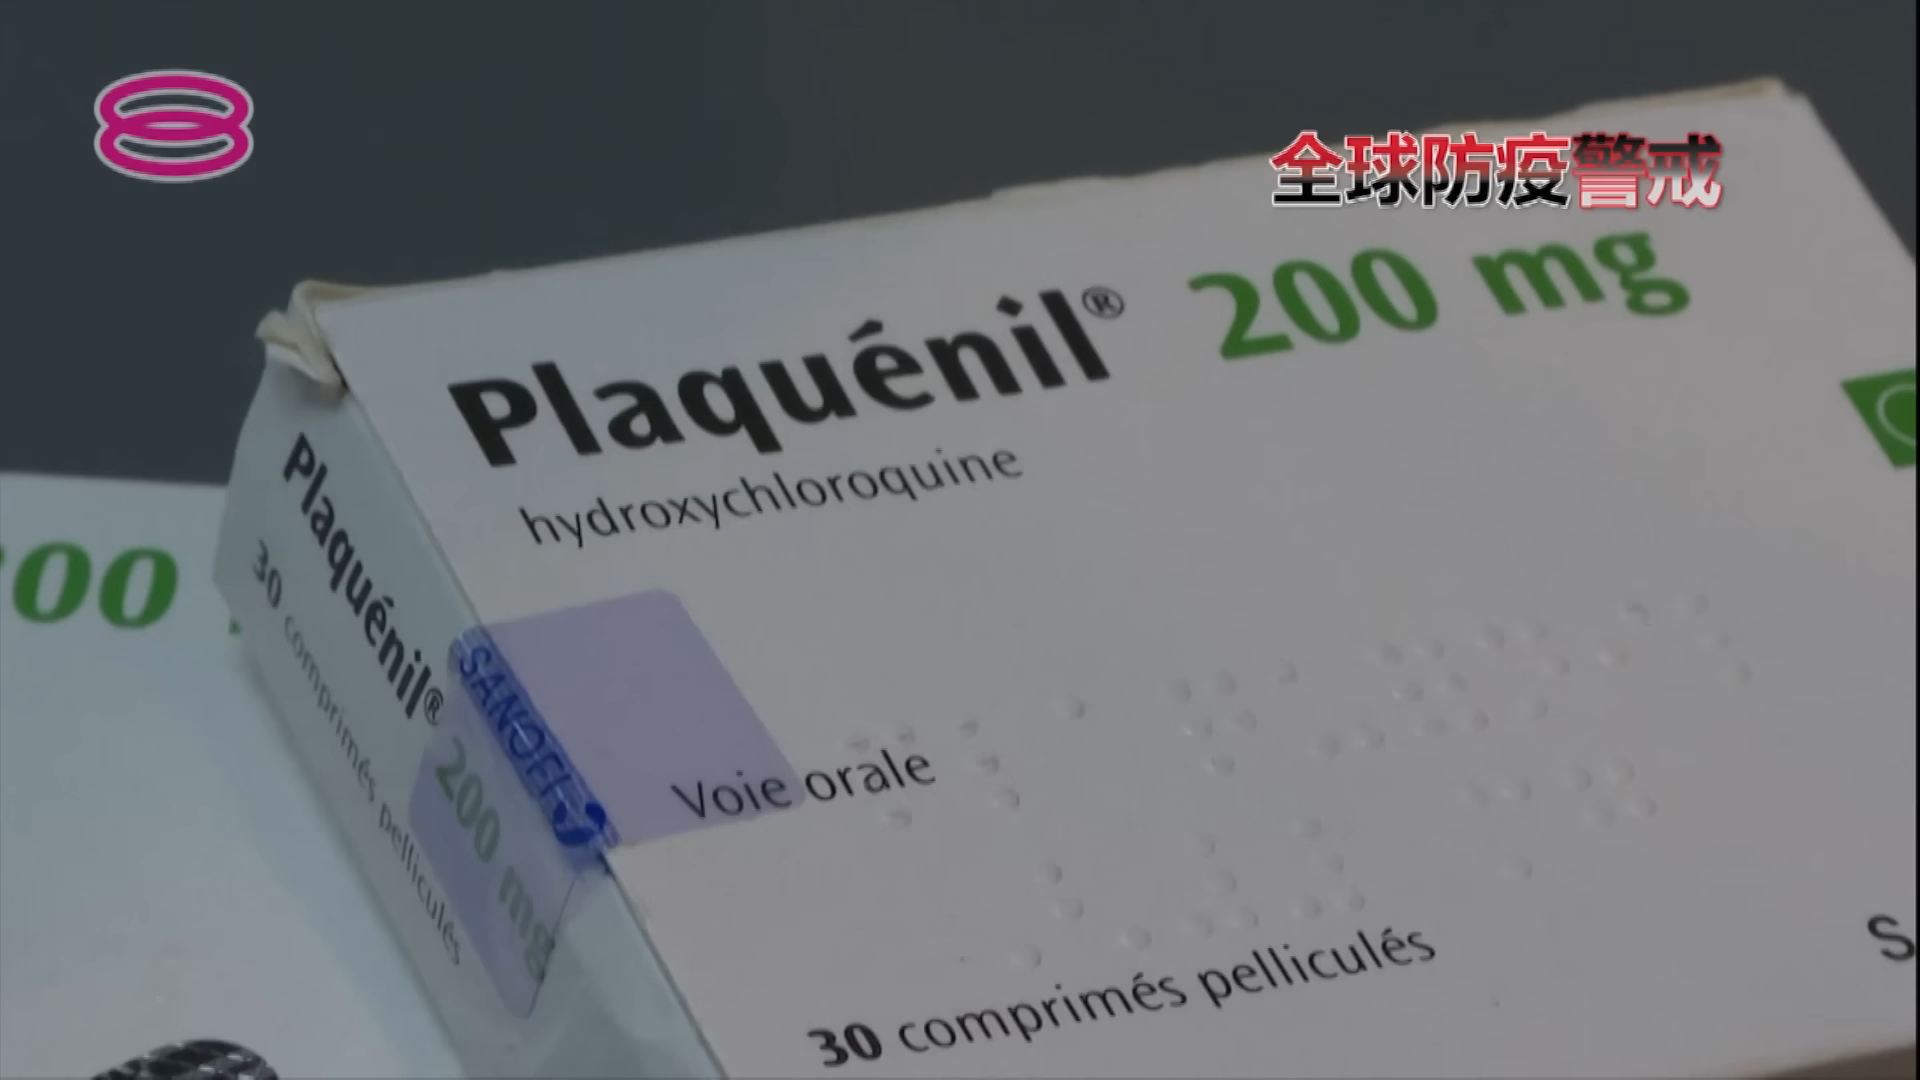 全球防疫警戒
Plaquénil® 200 mg
hydroxychloroquine
Voie orale
30 comprimés pelliculés
Plaquénil® 200 mg
30 comprimés pelliculés
SANOFI
00
S